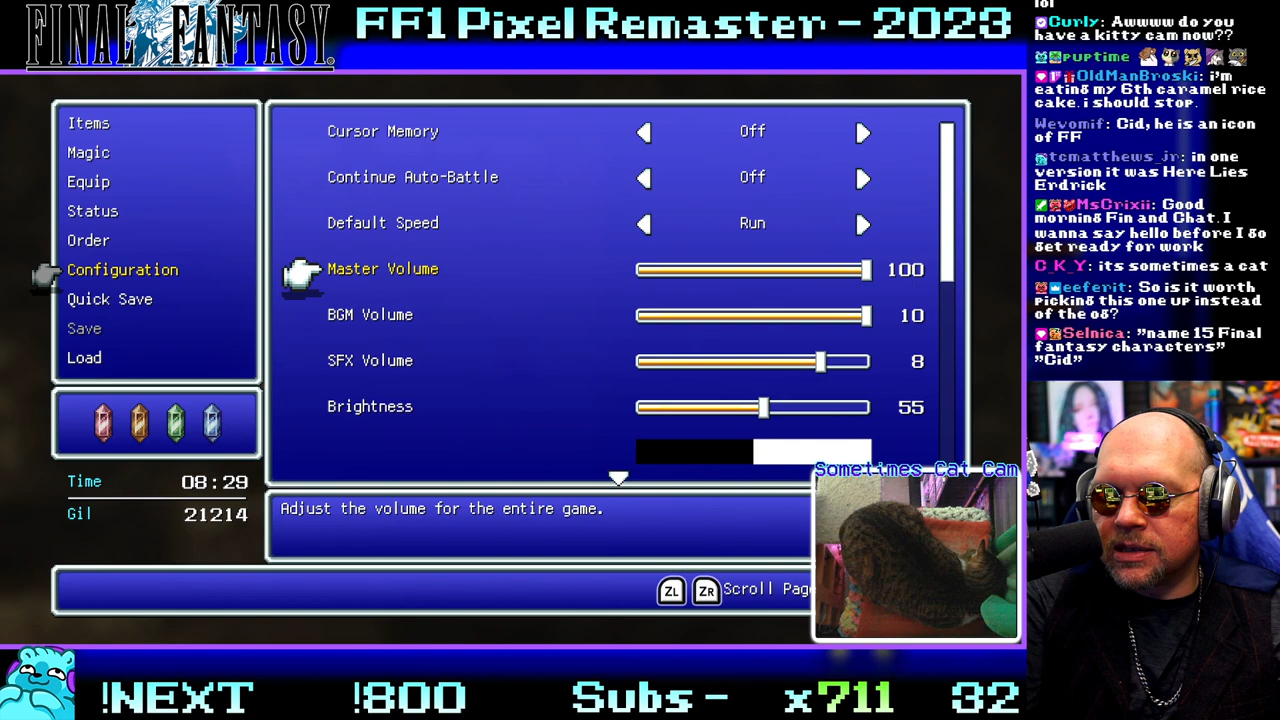 FINAL FANTASY
FF1 Pixel Remaster - 2023
Items
Magic
Equip
Status
Order
Configuration
Quick Save
Save
Load
Time 08:29
Gil 21214
Cursor Memory Off
Continue Auto-Battle Off
Default Speed Run
Master Volume 100
BGM Volume 10
SFX Volume 8
Brightness 55
Adjust the volume for the entire game.
ZL ZR Scroll Pag
Sometimes Cat Cam
lol
Curly: Awwww do you
have a kitty cam now??
puptime
OldManBroski: i'm
eating my 6th caramel rice
cake. i should stop.
Wevomif: Cid, he is an icon
of FF
tcmatthews_jr: in one
version it was Here Lies
Erdrick
MsCrixii: Good
morning Fin and Chat. I
wanna say hello before I go
get ready for work
C_K_Y: its sometimes a cat
eeferit: So is it worth
picking this one up instead
of the og?
Selnica: "name 15 Final
fantasy characters"
"Cid"
!NEXT !800 Subs - x711 32